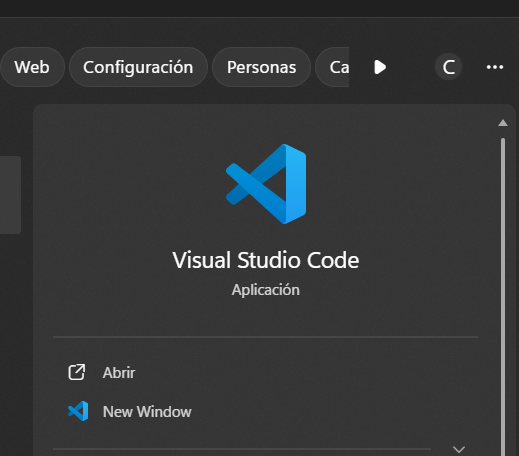 Web Configuración Personas Ca C
Visual Studio Code
Aplicación
Abrir
New Window